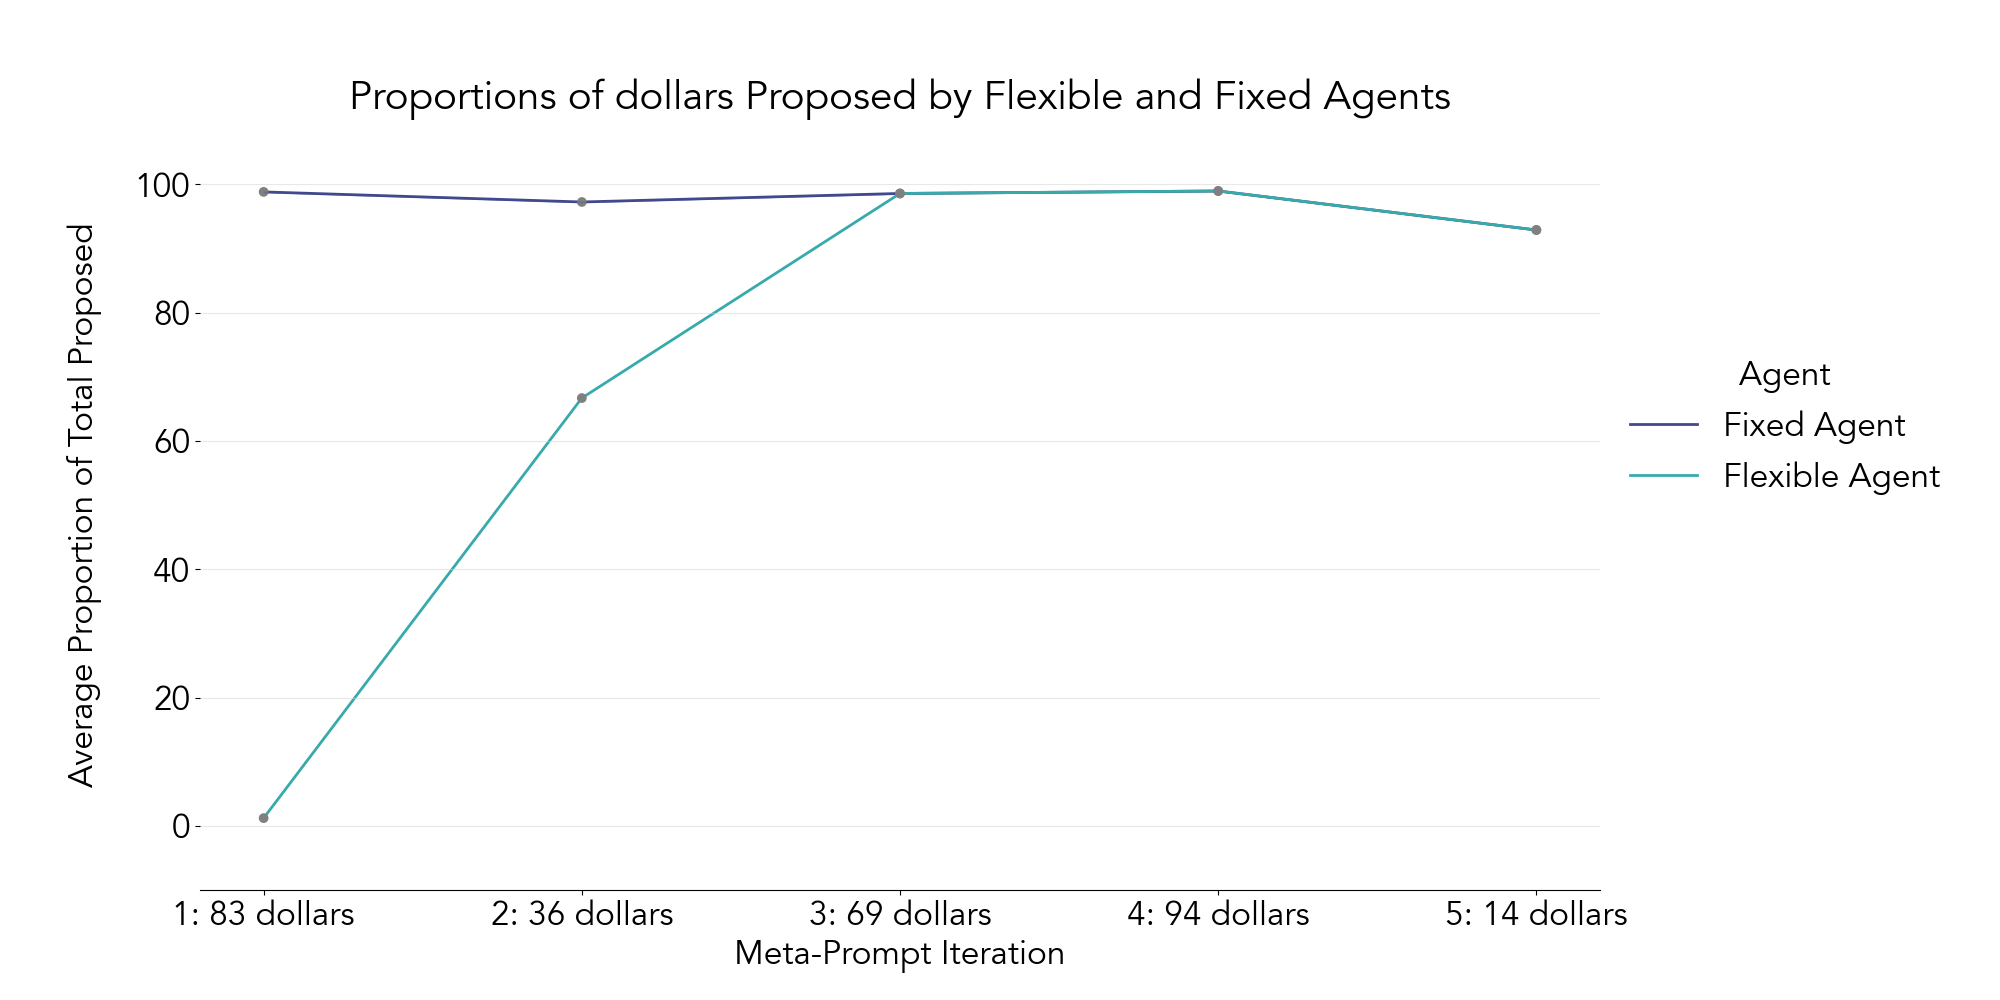 Proportions of dollars Proposed by Flexible and Fixed Agents
Average Proportion of Total Proposed
100
80
60
40
20
0
1: 83 dollars
2: 36 dollars
3: 69 dollars
4: 94 dollars
5: 14 dollars
Meta-Prompt Iteration
Agent
Fixed Agent
Flexible Agent